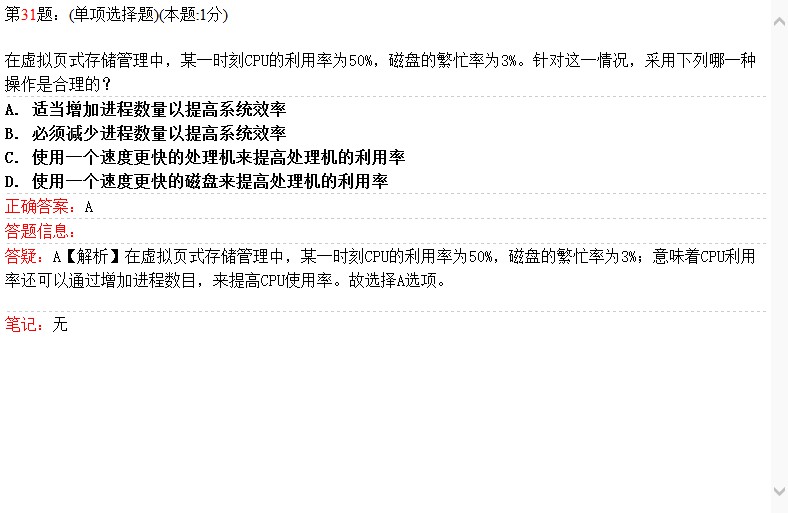 第31题: (单项选择题)(本题:1分)
在虚拟页式存储管理中，某一时刻CPU的利用率为50%，磁盘的繁忙率为3%。针对这一情况，采用下列哪一种
操作是合理的?
A. 适当增加进程数量以提高系统效率
B. 必须减少进程数量以提高系统效率
C. 使用一个速度更快的处理机来提高处理机的利用率
D. 使用一个速度更快的磁盘来提高处理机的利用率
正确答案: A
答题信息:
答疑: A【解析】在虚拟页式存储管理中，某一时刻CPU的利用率为50%，磁盘的繁忙率为3%；意味着CPU利用
率还可以通过增加进程数目，来提高CPU使用率。故选择A选项。
笔记: 无